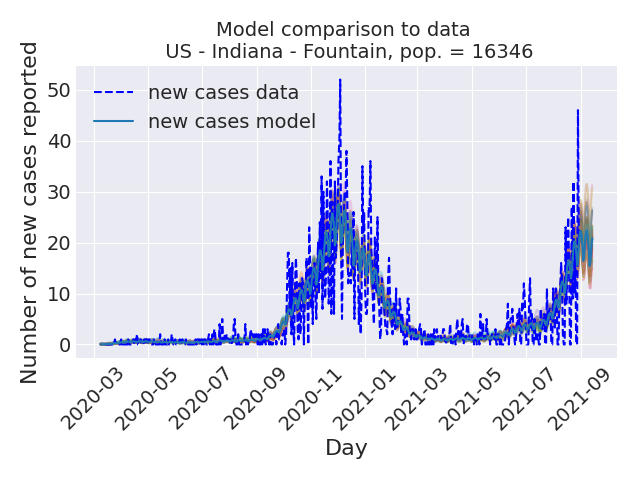 Model comparison to data
US - Indiana - Fountain, pop. = 16346
Number of new cases reported
50
40
30
20
10
0
new cases data
new cases model
2020-03
2020-05
2020-07
2020-09
2020-11
2021-01
2021-03
2021-05
2021-07
2021-09
Day